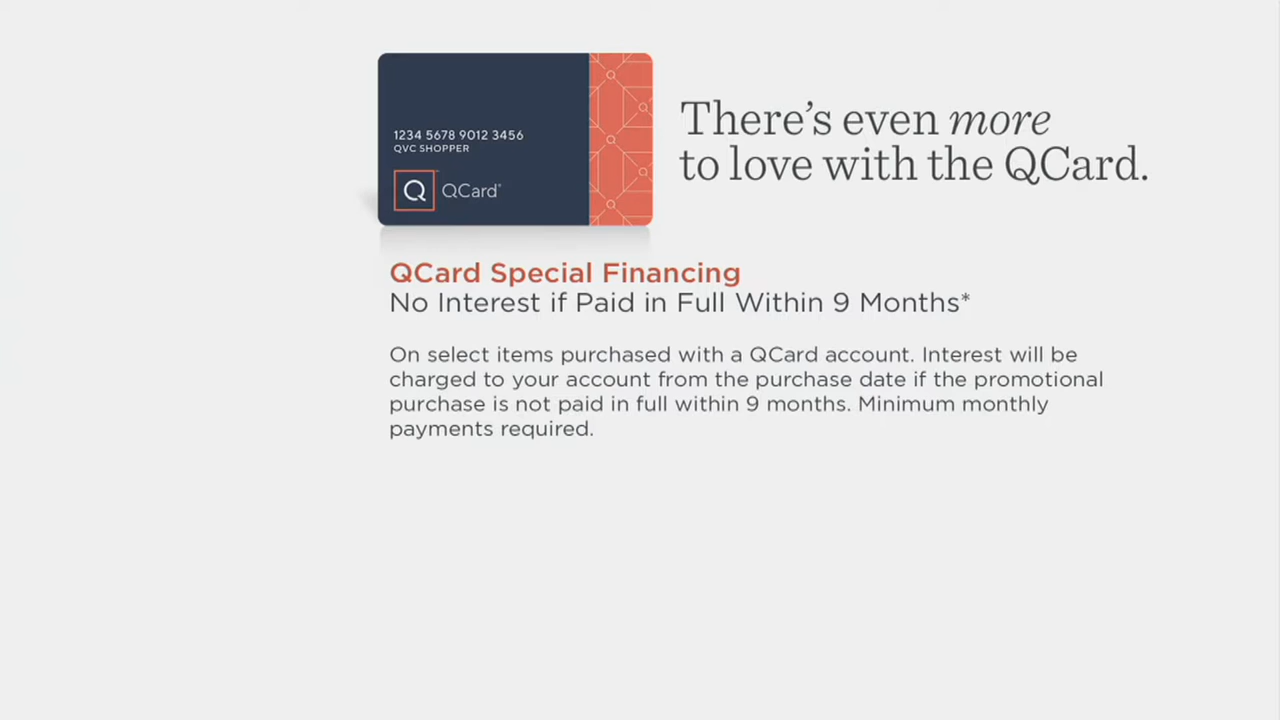 1234 5678 9012 3456
QVC SHOPPER
Q QCard®
There's even more
to love with the QCard.
QCard Special Financing
No Interest if Paid in Full Within 9 Months*
On select items purchased with a QCard account. Interest will be
charged to your account from the purchase date if the promotional
purchase is not paid in full within 9 months. Minimum monthly
payments required.